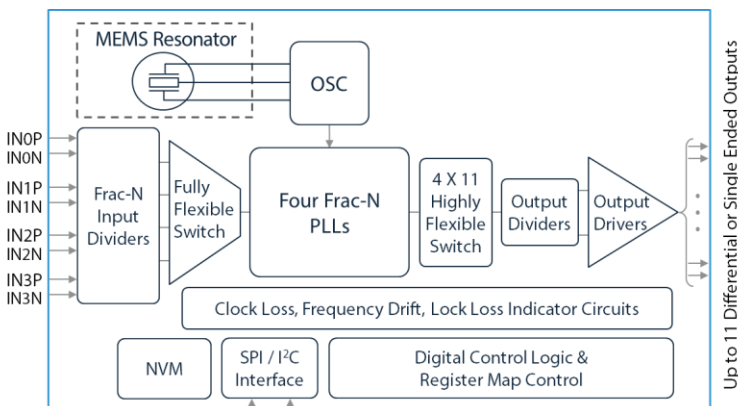 MEMS Resonator
OSC
IN0P
IN0N
IN1P
IN1N
IN2P
IN2N
IN3P
IN3N
Frac-N
Input
Dividers
Fully
Flexible
Switch
Four Frac-N
PLLs
4 X 11
Highly
Flexible
Switch
Output
Dividers
Output
Drivers
Up to 11 Differential or Single Ended Outputs
Clock Loss, Frequency Drift, Lock Loss Indicator Circuits
NVM
SPI / I²C
Interface
Digital Control Logic &
Register Map Control